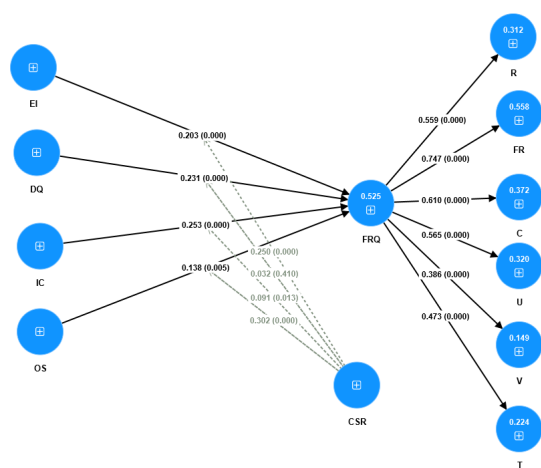 0.312
R
EI
0.559 (0.000)
0.558
FR
0.203 (0.000)
0.747 (0.000)
DQ
0.231 (0.000)
0.525
FRQ
0.610 (0.000)
0.372
C
IC
0.253 (0.000)
0.565 (0.000)
0.320
U
0.250 (0.000)
0.138 (0.005)
0.032 (0.410)
0.386 (0.000)
0.091 (0.013)
0.473 (0.000)
0.302 (0.000)
OS
0.149
V
CSR
0.224
T